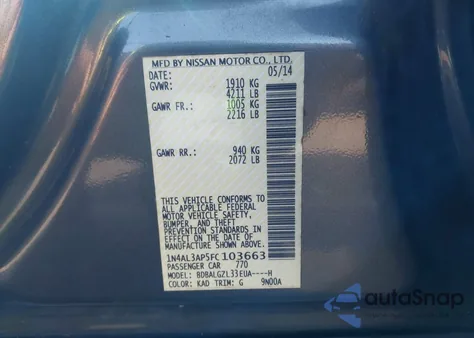 MFD BY NISSAN MOTOR CO., LTD.
DATE: 05/14
GVWR: 1910 KG
4211 LB
GAWR FR.: 1005 KG
2216 LB
GAWR RR.: 940 KG
2072 LB
THIS VEHICLE CONFORMS TO
ALL APPLICABLE FEDERAL
MOTOR VEHICLE SAFETY,
BUMPER, AND THEFT
PREVENTION STANDARDS
IN EFFECT ON THE DATE OF
MANUFACTURE SHOWN ABOVE.
1N4AL3AP5FC 103663
PASSENGER CAR 770
MODEL: BDBALGZL33EUA----H
COLOR: KAD TRIM: G 9N00A
autoSnap